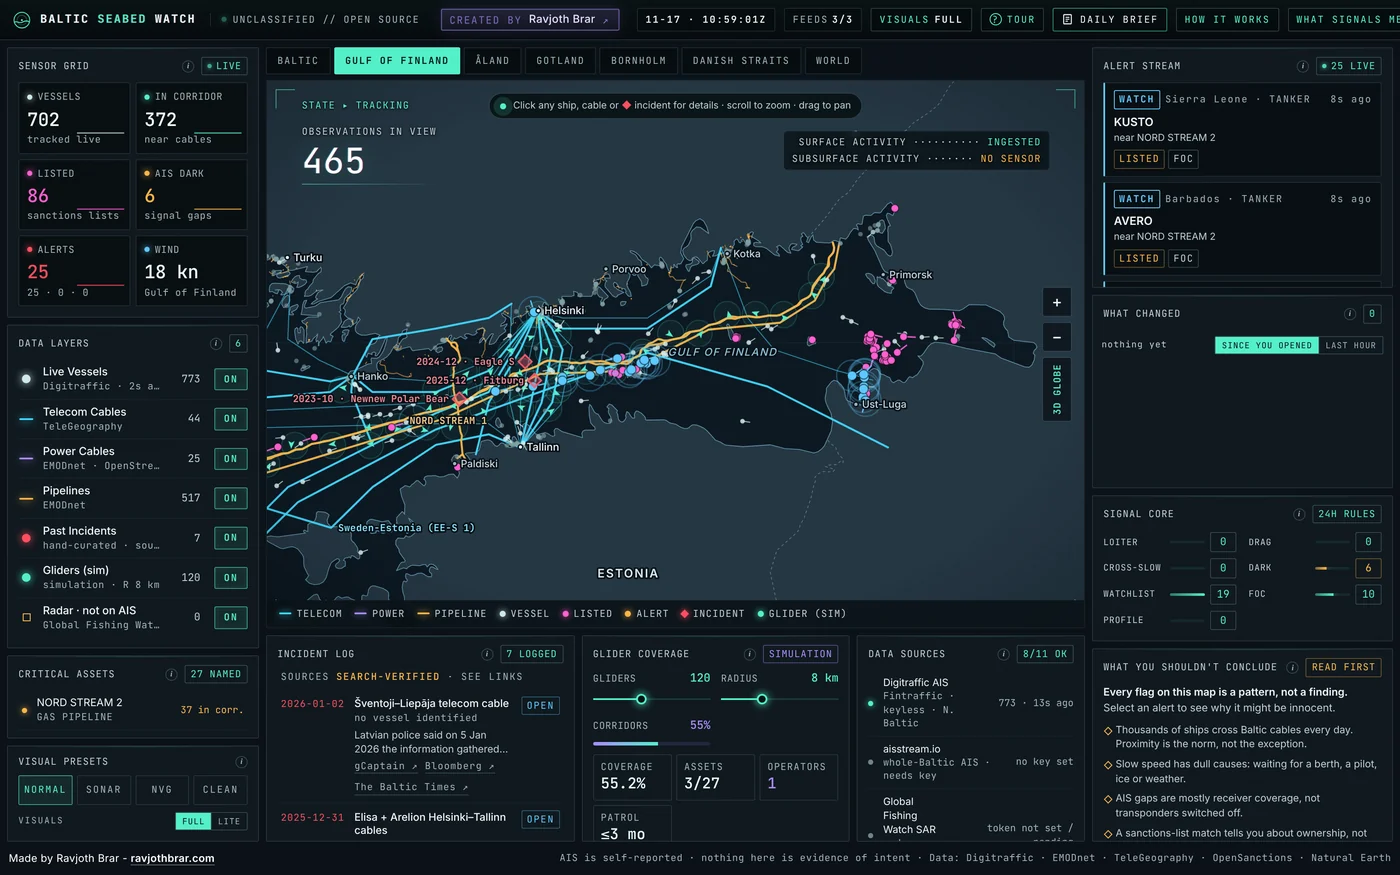 BALTIC SEABED WATCH
UNCLASSIFIED // OPEN SOURCE
CREATED BY Ravjoth Brar ↗
11-17 · 10:59:01Z
FEEDS 3/3
VISUALS FULL
? TOUR
DAILY BRIEF
HOW IT WORKS
WHAT SIGNALS ME
SENSOR GRID
i
LIVE
VESSELS
702
tracked live
IN CORRIDOR
372
near cables
LISTED
86
sanctions lists
AIS DARK
6
signal gaps
ALERTS
25
25 · 0 · 0
WIND
18 kn
Gulf of Finland
DATA LAYERS
i
6
Live Vessels
Digitraffic · 2s a…
773
ON
Telecom Cables
TeleGeography
44
ON
Power Cables
EMODnet · OpenStre…
25
ON
Pipelines
EMODnet
517
ON
Past Incidents
hand-curated · sou…
7
ON
Gliders (sim)
simulation · R 8 km
120
ON
Radar · not on AIS
Global Fishing Wat…
0
ON
CRITICAL ASSETS
i
27 NAMED
NORD STREAM 2
GAS PIPELINE
37 in corr.
VISUAL PRESETS
i
NORMAL
SONAR
NVG
CLEAN
VISUALS
FULL
LITE
BALTIC
GULF OF FINLAND
ÅLAND
GOTLAND
BORNHOLM
DANISH STRAITS
WORLD
STATE ▸ TRACKING
Click any ship, cable or ◆ incident for details · scroll to zoom · drag to pan
OBSERVATIONS IN VIEW
465
SURFACE ACTIVITY ·········· INGESTED
SUBSURFACE ACTIVITY ······· NO SENSOR
Turku
Porvoo
Kotka
Primorsk
Helsinki
GULF OF FINLAND
2024-12 · Eagle S
Hanko
2025-12 · Fitburg
2023-10 · Newnew Polar Bear
NORD STREAM 1
Ust-Luga
Tallinn
Paldiski
Sweden-Estonia (EE-S 1)
ESTONIA
+
−
3D GLOBE
TELECOM
POWER
PIPELINE
VESSEL
LISTED
ALERT
INCIDENT
GLIDER (SIM)
INCIDENT LOG
i
7 LOGGED
SOURCES SEARCH-VERIFIED · SEE LINKS
2026-01-02
Šventoji–Liepāja telecom cable
OPEN
no vessel identified
Latvian police said on 5 Jan
2026 the information gathered…
gCaptain ↗ Bloomberg ↗
The Baltic Times ↗
2025-12-31
Elisa + Arelion Helsinki–Tallinn
cables
OPEN
GLIDER COVERAGE
i
SIMULATION
GLIDERS 120
RADIUS 8 km
CORRIDORS 55%
COVERAGE
55.2%
ASSETS
3/27
OPERATORS
1
PATROL
≤3 mo
DATA SOURCES
i
8/11 OK
Digitraffic AIS
Fintraffic ·
keyless · N.
Baltic
773 · 13s ago
aisstream.io
whole-Baltic AIS ·
needs key
no key set
Global
Fishing
Watch SAR
token not set /
ALERT STREAM
i
25 LIVE
WATCH Sierra Leone · TANKER 8s ago
KUSTO
near NORD STREAM 2
LISTED FOC
WATCH Barbados · TANKER 8s ago
AVERO
near NORD STREAM 2
LISTED FOC
WHAT CHANGED
i
0
nothing yet
SINCE YOU OPENED
LAST HOUR
SIGNAL CORE
i
24H RULES
LOITER 0
DRAG 0
CROSS-SLOW 0
DARK 6
WATCHLIST 19
FOC 10
PROFILE 0
WHAT YOU SHOULDN'T CONCLUDE
i
READ FIRST
Every flag on this map is a pattern, not a finding.
Select an alert to see why it might be innocent.
Thousands of ships cross Baltic cables every day.
Proximity is the norm, not the exception.
Slow speed has dull causes: waiting for a berth, a pilot,
ice or weather.
AIS gaps are mostly receiver coverage, not
transponders switched off.
A sanctions-list match tells you about ownership, not
Made by Ravjoth Brar - ravjothbrar.com
AIS is self-reported · nothing here is evidence of intent · Data: Digitraffic · EMODnet · TeleGeography · OpenSanctions · Natural Earth